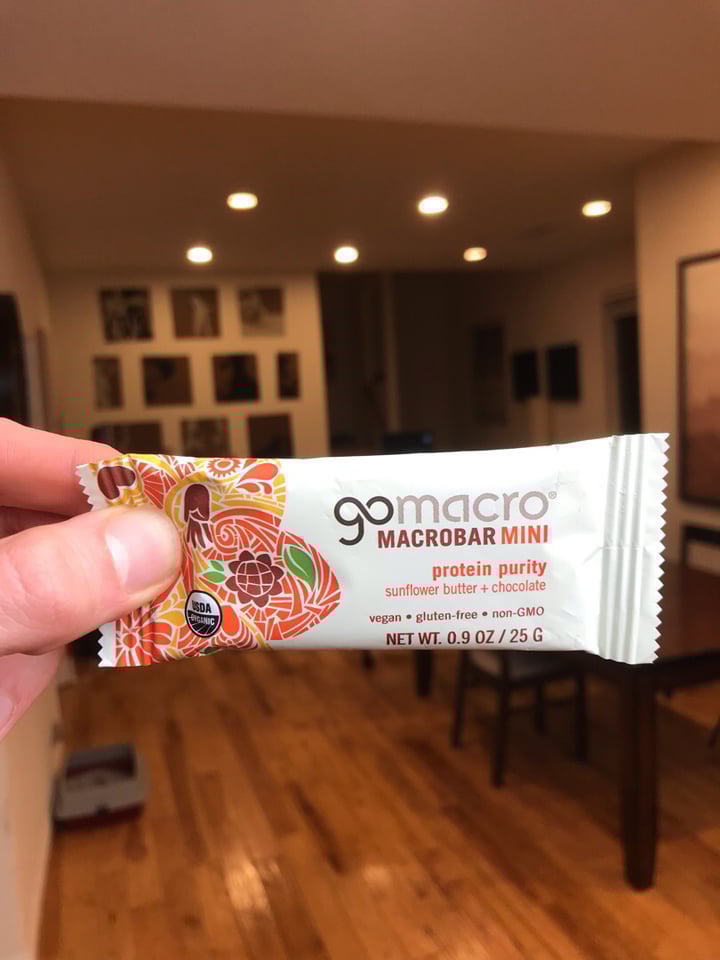 gomacro®
MACROBAR MINI
protein purity
sunflower butter + chocolate
vegan • gluten-free • non-GMO
NET WT. 0.9 OZ / 25 G
USDA
ORGANIC